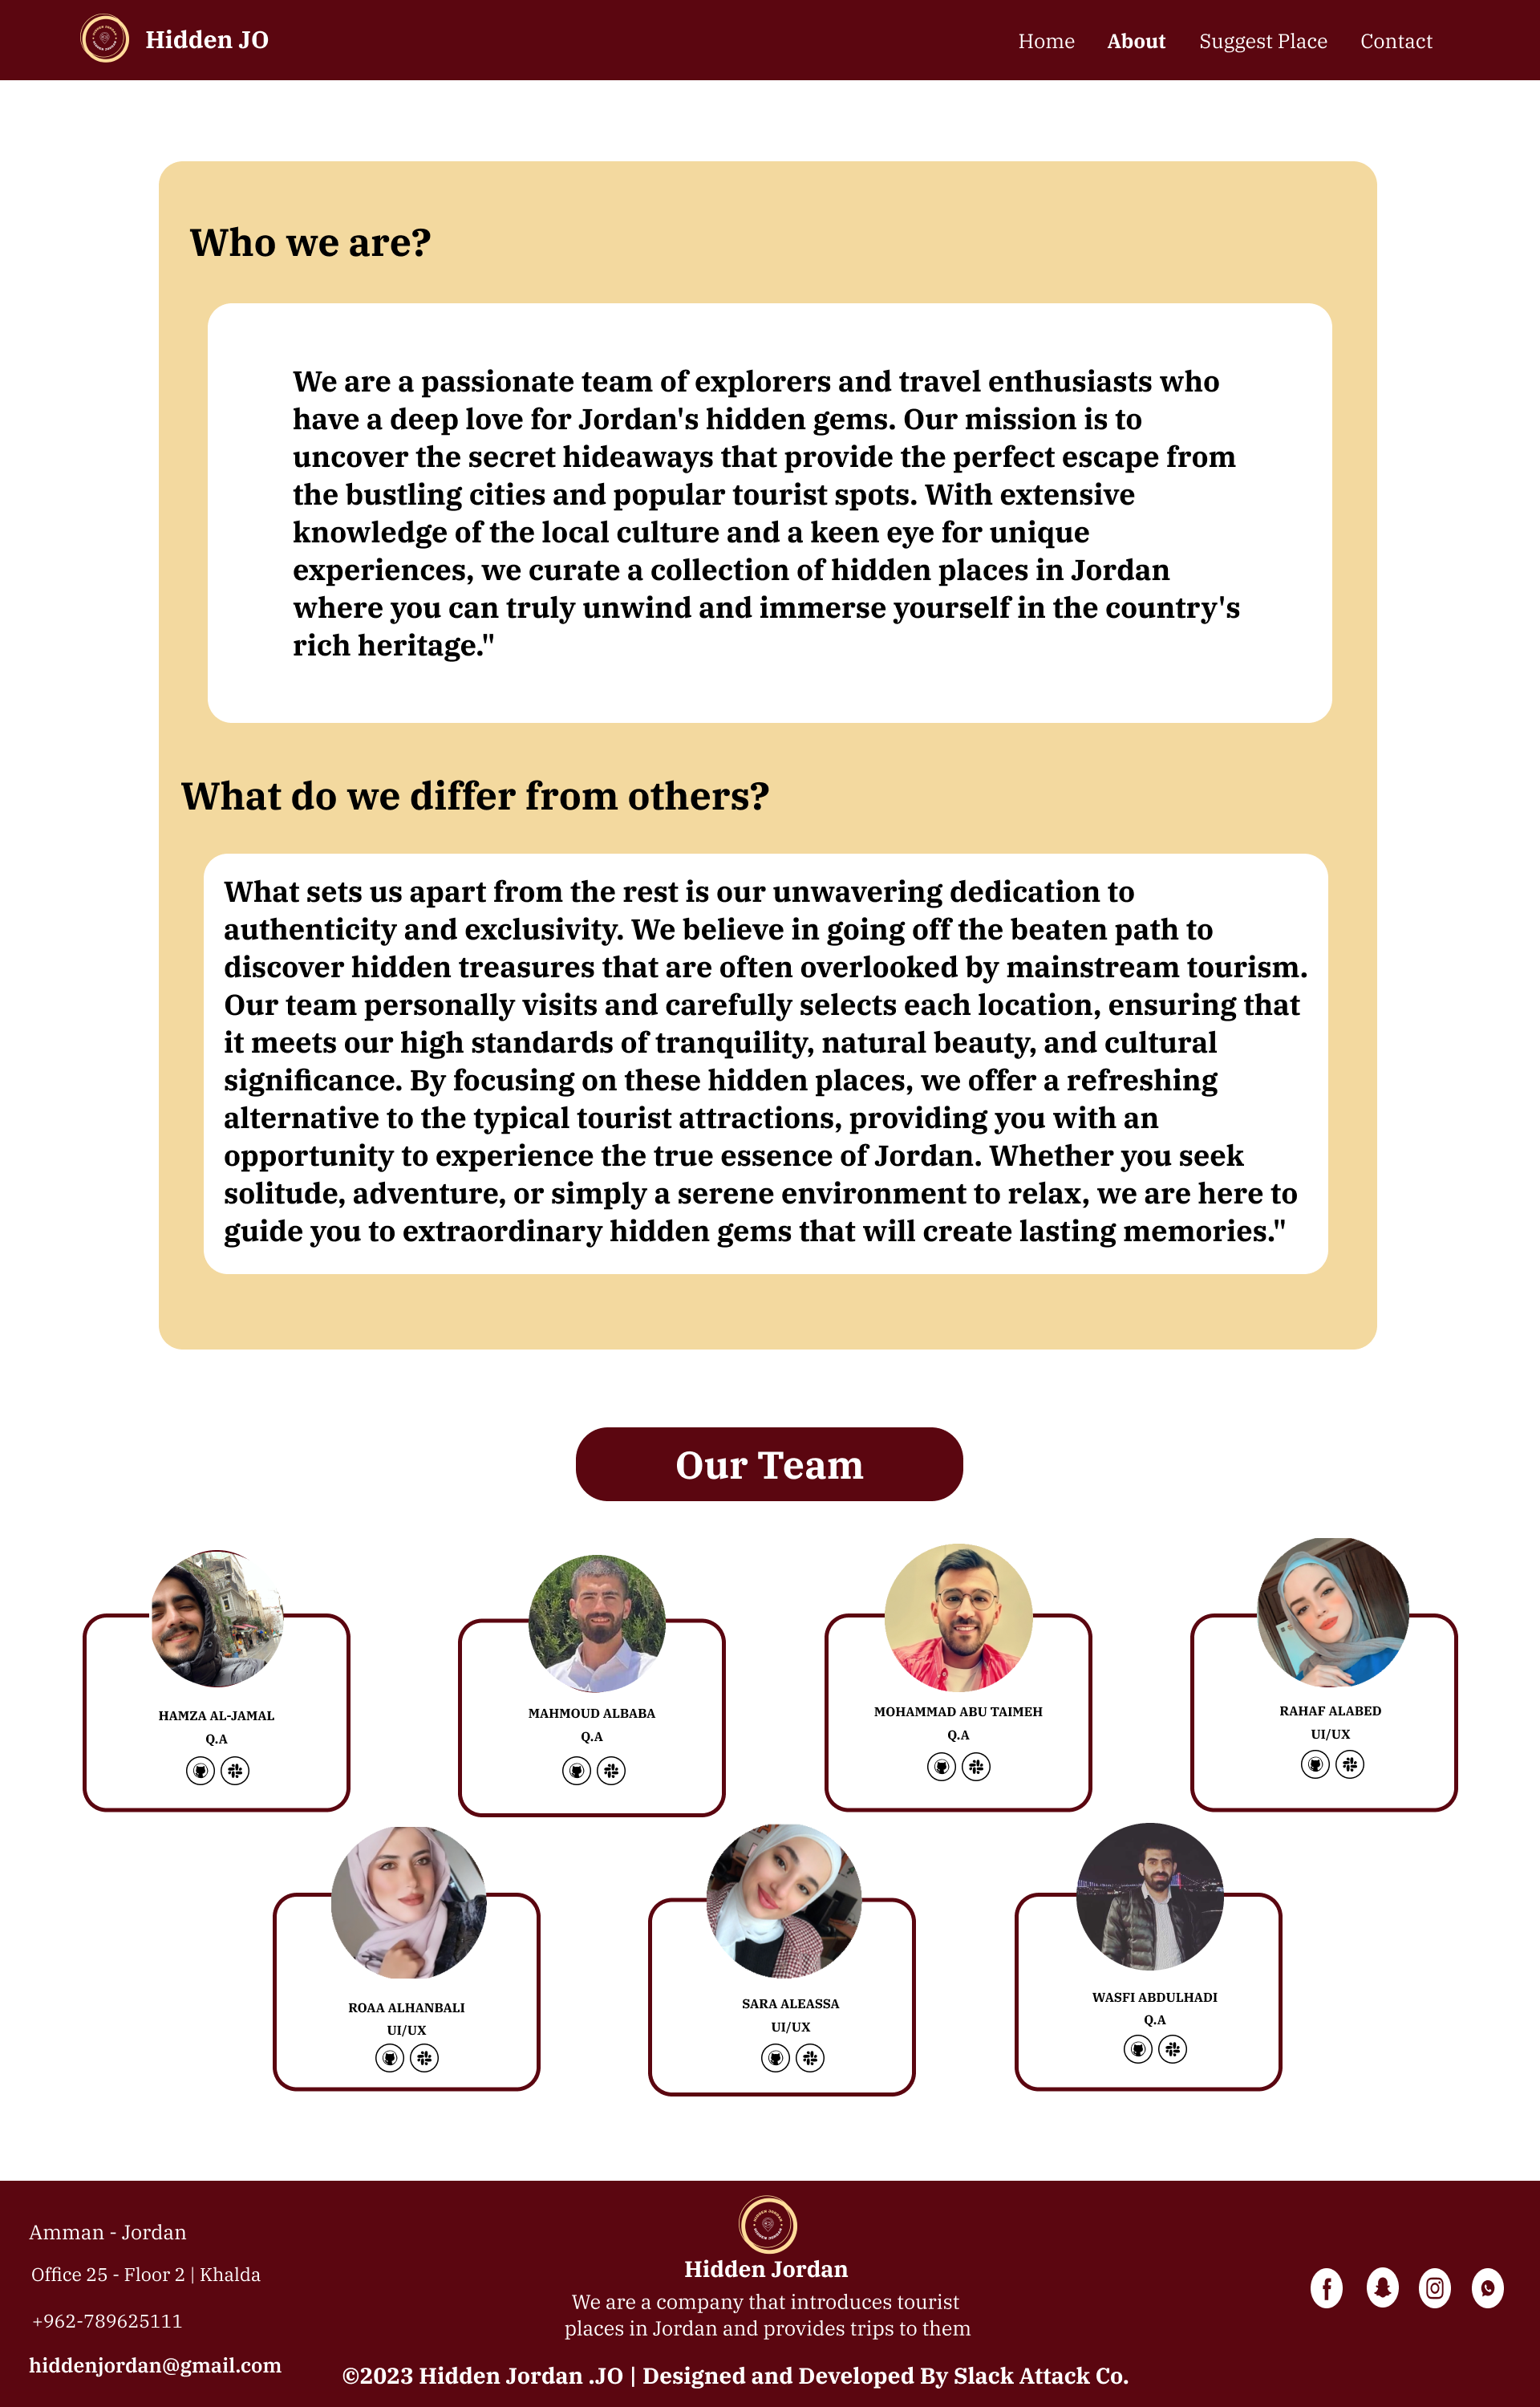 Hidden JO
Home About Suggest Place Contact
Who we are?
We are a passionate team of explorers and travel enthusiasts who
have a deep love for Jordan's hidden gems. Our mission is to
uncover the secret hideaways that provide the perfect escape from
the bustling cities and popular tourist spots. With extensive
knowledge of the local culture and a keen eye for unique
experiences, we curate a collection of hidden places in Jordan
where you can truly unwind and immerse yourself in the country's
rich heritage."
What do we differ from others?
What sets us apart from the rest is our unwavering dedication to
authenticity and exclusivity. We believe in going off the beaten path to
discover hidden treasures that are often overlooked by mainstream tourism.
Our team personally visits and carefully selects each location, ensuring that
it meets our high standards of tranquility, natural beauty, and cultural
significance. By focusing on these hidden places, we offer a refreshing
alternative to the typical tourist attractions, providing you with an
opportunity to experience the true essence of Jordan. Whether you seek
solitude, adventure, or simply a serene environment to relax, we are here to
guide you to extraordinary hidden gems that will create lasting memories."
Our Team
HAMZA AL-JAMAL
Q.A
MAHMOUD ALBABA
Q.A
MOHAMMAD ABU TAIMEH
Q.A
RAHAF ALABED
UI/UX
ROAA ALHANBALI
UI/UX
SARA ALEASSA
UI/UX
WASFI ABDULHADI
Q.A
Amman - Jordan
Office 25 - Floor 2 | Khalda
+962-789625111
hiddenjordan@gmail.com
HIDDEN JORDAN
HIDDEN JORDAN
Hidden Jordan
We are a company that introduces tourist
places in Jordan and provides trips to them
©2023 Hidden Jordan .JO | Designed and Developed By Slack Attack Co.